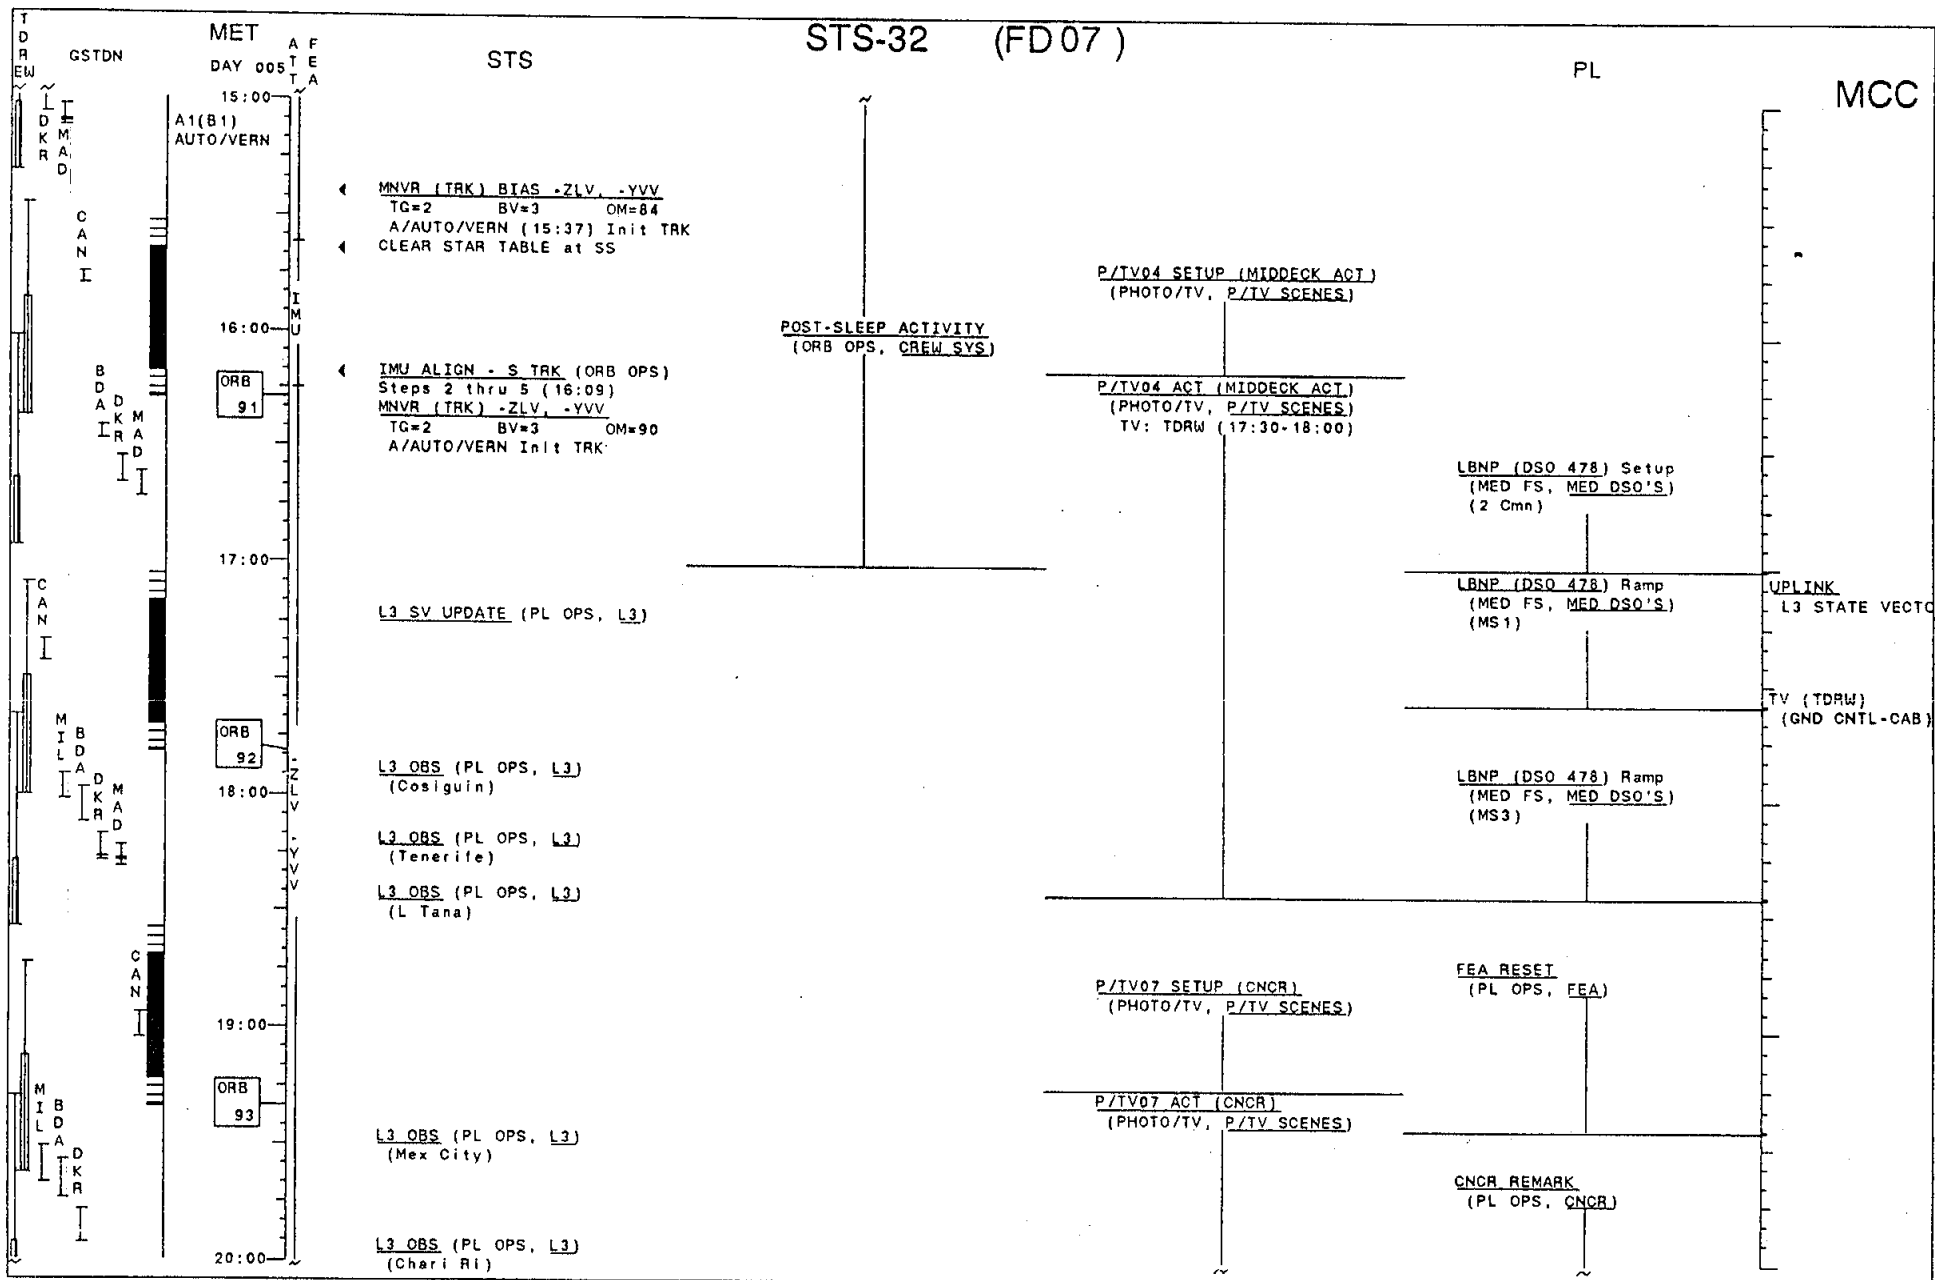 STS-32 (FD07 )
TDREW
GSTDN
MET
DAY 005
ATT
FEA
STS
PL
MCC
15:00
A1(B1)
AUTO/VERN
DKR
MAD
CAN
MNVR (TRK) BIAS -ZLV, -YVV
TG=2 BV=3 OM=84
A/AUTO/VERN (15:37) Init TRK
CLEAR STAR TABLE at SS
P/TV04 SETUP (MIDDECK ACT)
(PHOTO/TV, P/TV SCENES)
IMU
16:00
POST-SLEEP ACTIVITY
(ORB OPS, CREW SYS)
BDA
DKR
MAD
ORB
91
IMU ALIGN - S TRK (ORB OPS)
Steps 2 thru 5 (16:09)
MNVR (TRK) -ZLV, -YVV
TG=2 BV=3 OM=90
A/AUTO/VERN Init TRK
P/TV04 ACT (MIDDECK ACT)
(PHOTO/TV, P/TV SCENES)
TV: TDRW (17:30-18:00)
LBNP (DSO 478) Setup
(MED FS, MED DSO'S)
(2 Cmn)
17:00
CAN
L3 SV UPDATE (PL OPS, L3)
LBNP (DSO 478) Ramp
(MED FS, MED DSO'S)
(MS1)
UPLINK
L3 STATE VECTO
TV (TDRW)
(GND CNTL-CAB)
MIL
BDA
DKR
MAD
ORB
92
-ZLV -YVV
18:00
L3 OBS (PL OPS, L3)
(Cosiguin)
LBNP (DSO 478) Ramp
(MED FS, MED DSO'S)
(MS3)
L3 OBS (PL OPS, L3)
(Tenerife)
L3 OBS (PL OPS, L3)
(L Tana)
CAN
19:00
P/TV07 SETUP (CNCR)
(PHOTO/TV, P/TV SCENES)
FEA RESET
(PL OPS, FEA)
MIL
BDA
DKR
ORB
93
P/TV07 ACT (CNCR)
(PHOTO/TV, P/TV SCENES)
L3 OBS (PL OPS, L3)
(Mex City)
CNCR REMARK
(PL OPS, CNCR)
20:00
L3 OBS (PL OPS, L3)
(Chari Ri)